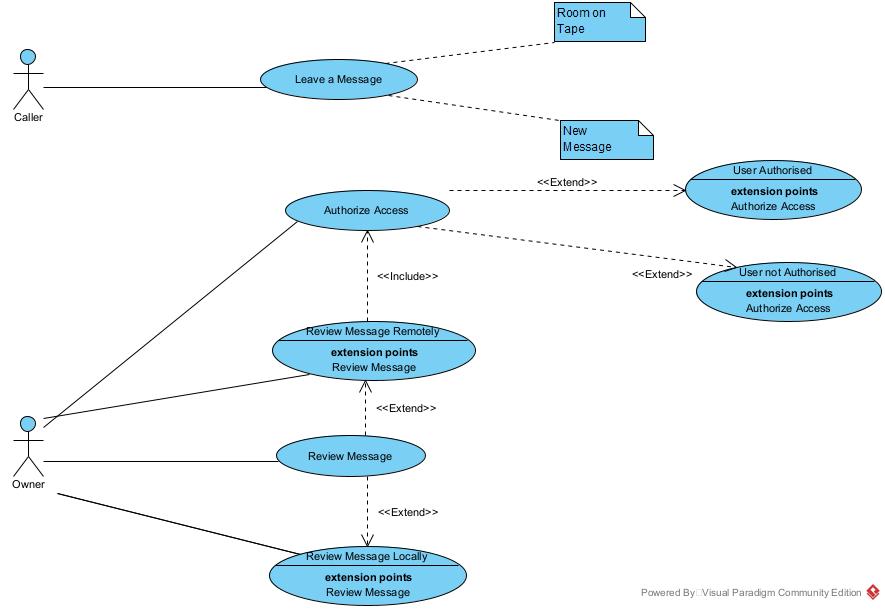 Room on
Tape
Leave a Message
Caller
New
Message
User Authorised
<<Extend>>
extension points
Authorize Access
Authorize Access
User not Authorised
<<Extend>>
<<Include>>
extension points
Authorize Access
Review Message Remotely
extension points
Review Message
<<Extend>>
Review Message
Owner
<<Extend>>
Review Message Locally
extension points
Review Message
Powered By Visual Paradigm Community Edition